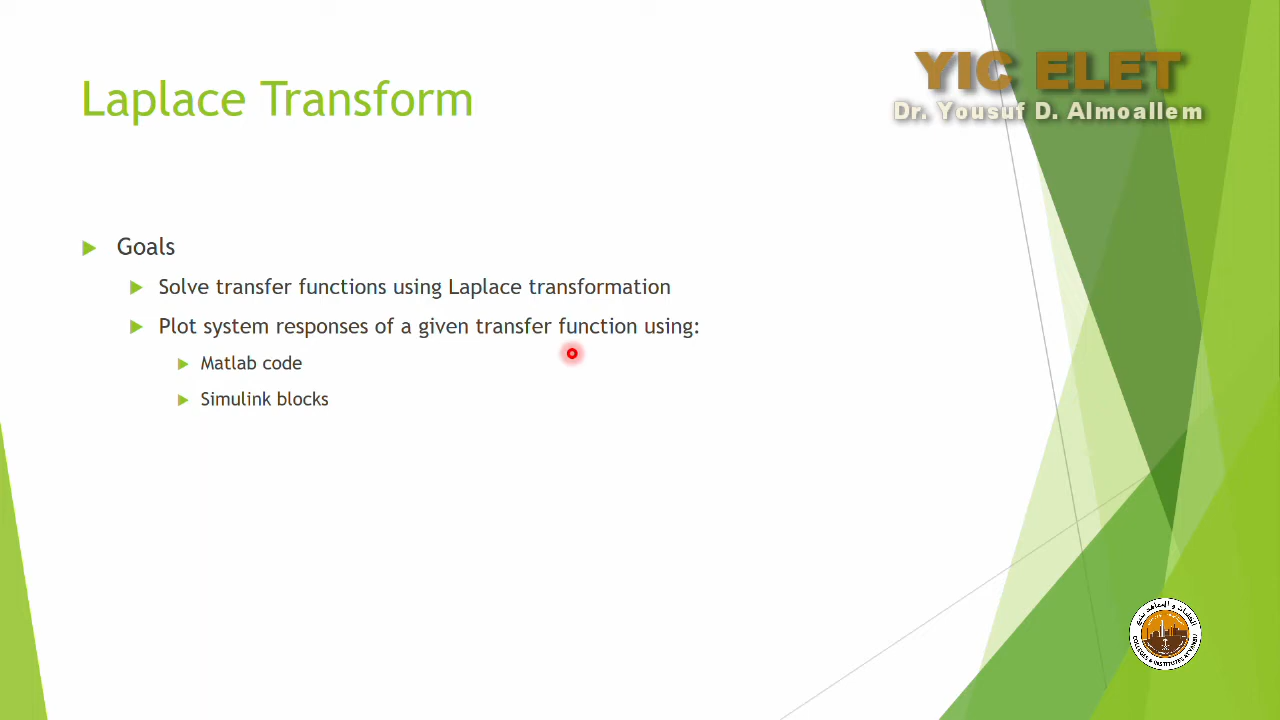 YIC ELET
Dr. Yousuf D. Almoallem
Laplace Transform
Goals
Solve transfer functions using Laplace transformation
Plot system responses of a given transfer function using:
Matlab code
Simulink blocks